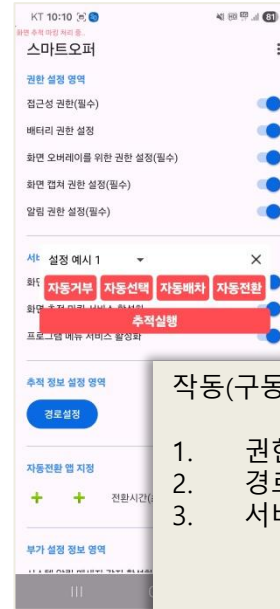 KT 10:10
81
화면 추적 마킹 처리 중..
스마트오퍼
권한 설정 영역
접근성 권한(필수)
배터리 권한 설정
화면 오버레이를 위한 권한 설정(필수)
화면 캡쳐 권한 설정(필수)
알림 권한 설정(필수)
설정 예시 1
자동거부 자동선택 자동배차 자동전환
추적실행
프로그램 메뉴 서비스 활성화
추적 정보 설정 영역
경로설정
작동(구동
1. 권한
2. 경로
3. 서비
자동전환 앱 지정
전환시간(
부가 설정 정보 영역